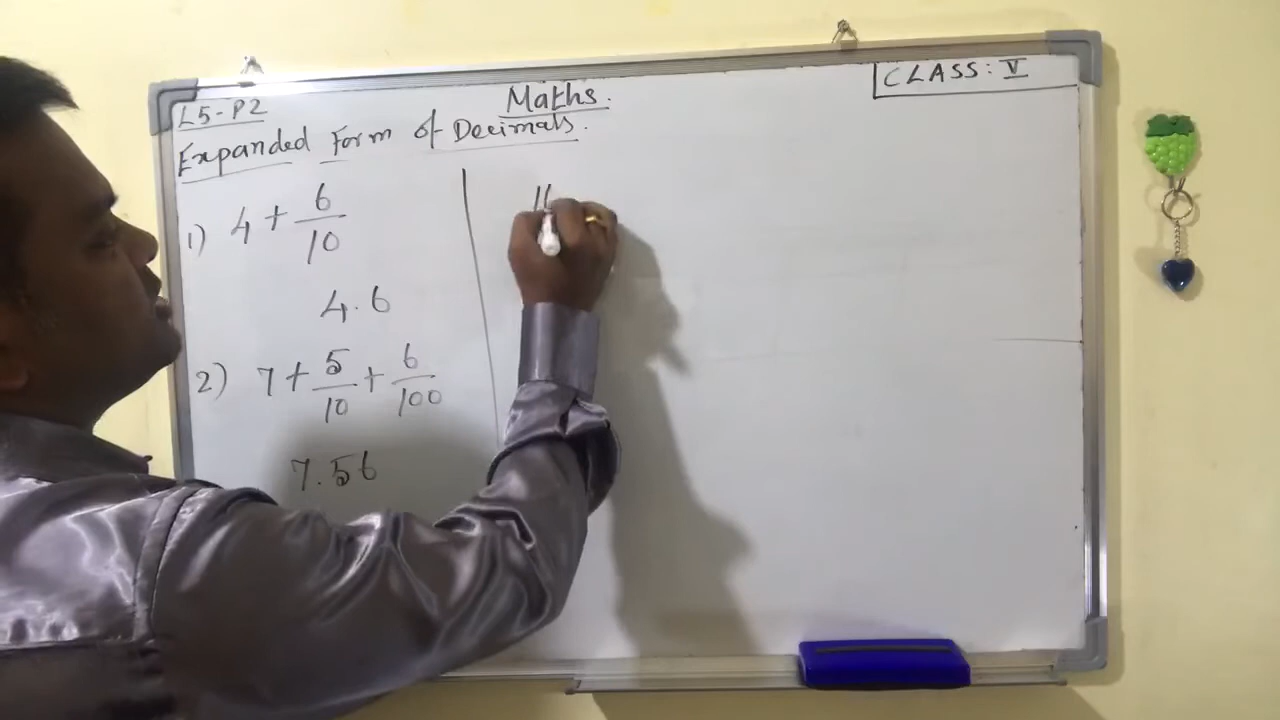 L5-P2
Maths.
CLASS: V
Expanded Form of Decimals.
1) 4 + 6/10
4.6
2) 7 + 5/10 + 6/100
7.56